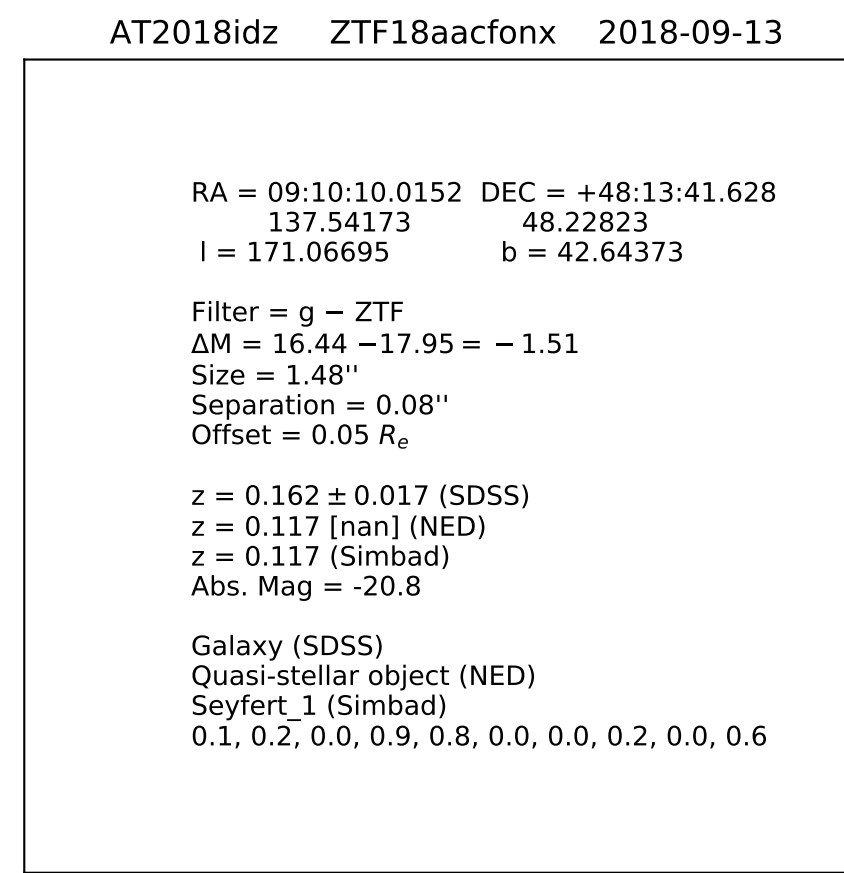 AT2018idz ZTF18aacfonx 2018-09-13
RA = 09:10:10.0152 DEC = +48:13:41.628
137.54173 48.22823
l = 171.06695 b = 42.64373
Filter = g − ZTF
ΔM = 16.44 −17.95 = − 1.51
Size = 1.48''
Separation = 0.08''
Offset = 0.05 Rₑ
z = 0.162 ± 0.017 (SDSS)
z = 0.117 [nan] (NED)
z = 0.117 (Simbad)
Abs. Mag = -20.8
Galaxy (SDSS)
Quasi-stellar object (NED)
Seyfert_1 (Simbad)
0.1, 0.2, 0.0, 0.9, 0.8, 0.0, 0.0, 0.2, 0.0, 0.6